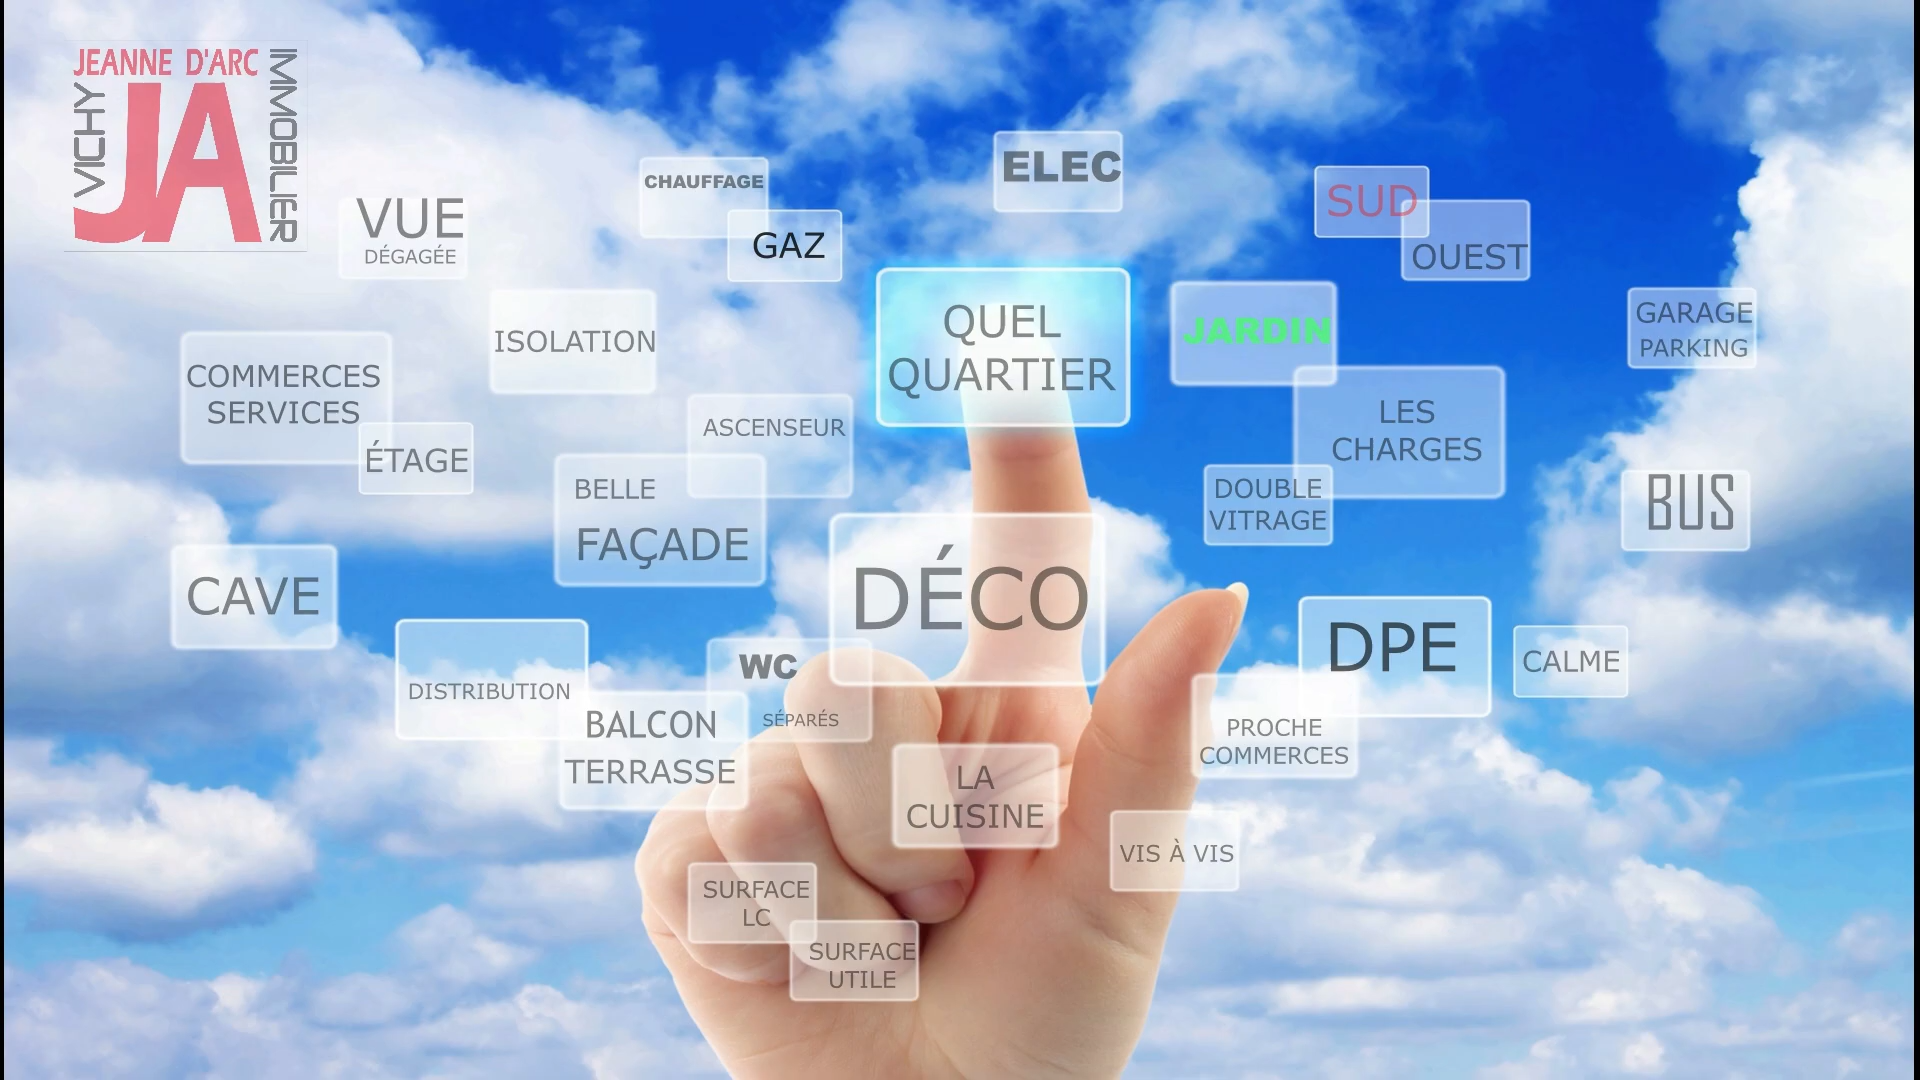 JEANNE D'ARC
VICHY
JA
IMMOBILIER
VUE
DÉGAGÉE
CHAUFFAGE
GAZ
ELEC
SUD
OUEST
COMMERCES
SERVICES
ÉTAGE
ISOLATION
ASCENSEUR
QUEL
QUARTIER
JARDIN
LES
CHARGES
GARAGE
PARKING
BELLE
FAÇADE
DOUBLE
VITRAGE
BUS
CAVE
DÉCO
DPE
CALME
DISTRIBUTION
WC
SÉPARÉS
BALCON
TERRASSE
PROCHE
COMMERCES
LA
CUISINE
VIS À VIS
SURFACE
LC
SURFACE
UTILE